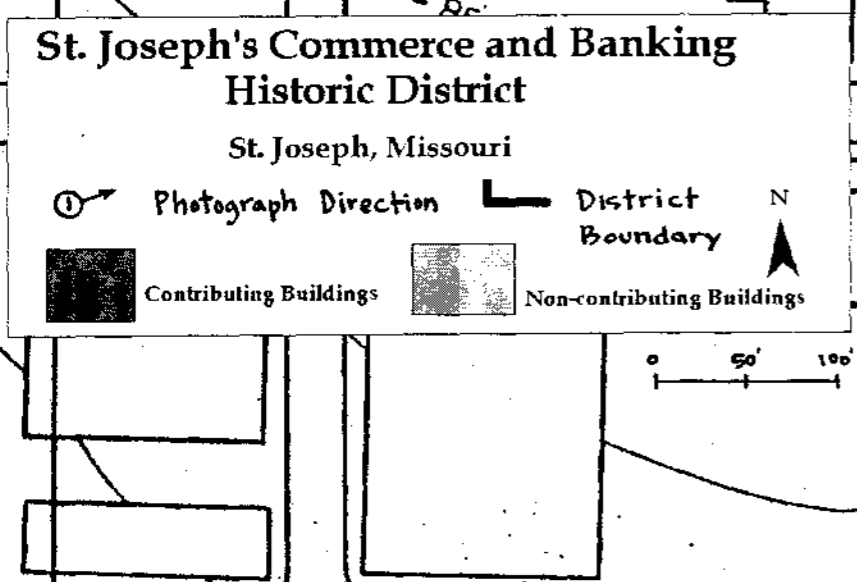 St. Joseph's Commerce and Banking
Historic District
St. Joseph, Missouri
1 Photograph Direction
District
Boundary
N
Contributing Buildings
Non-contributing Buildings
0 50' 100'